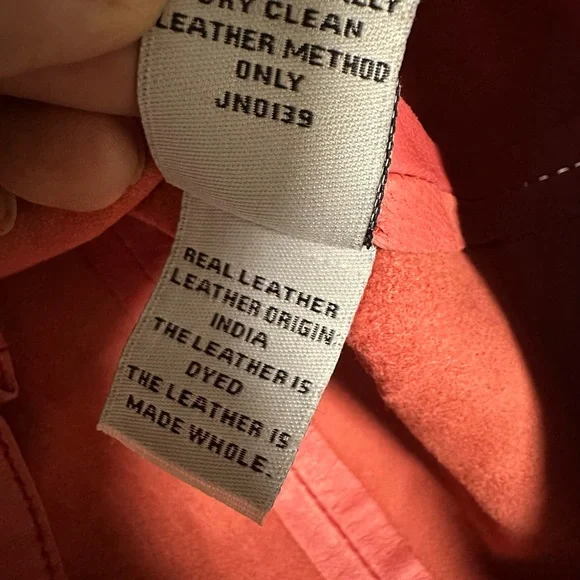 DRY CLEAN
LEATHER METHOD
ONLY
JN0139
REAL LEATHER
LEATHER ORIGIN:
INDIA
THE LEATHER IS
DYED
THE LEATHER IS
MADE WHOLE.